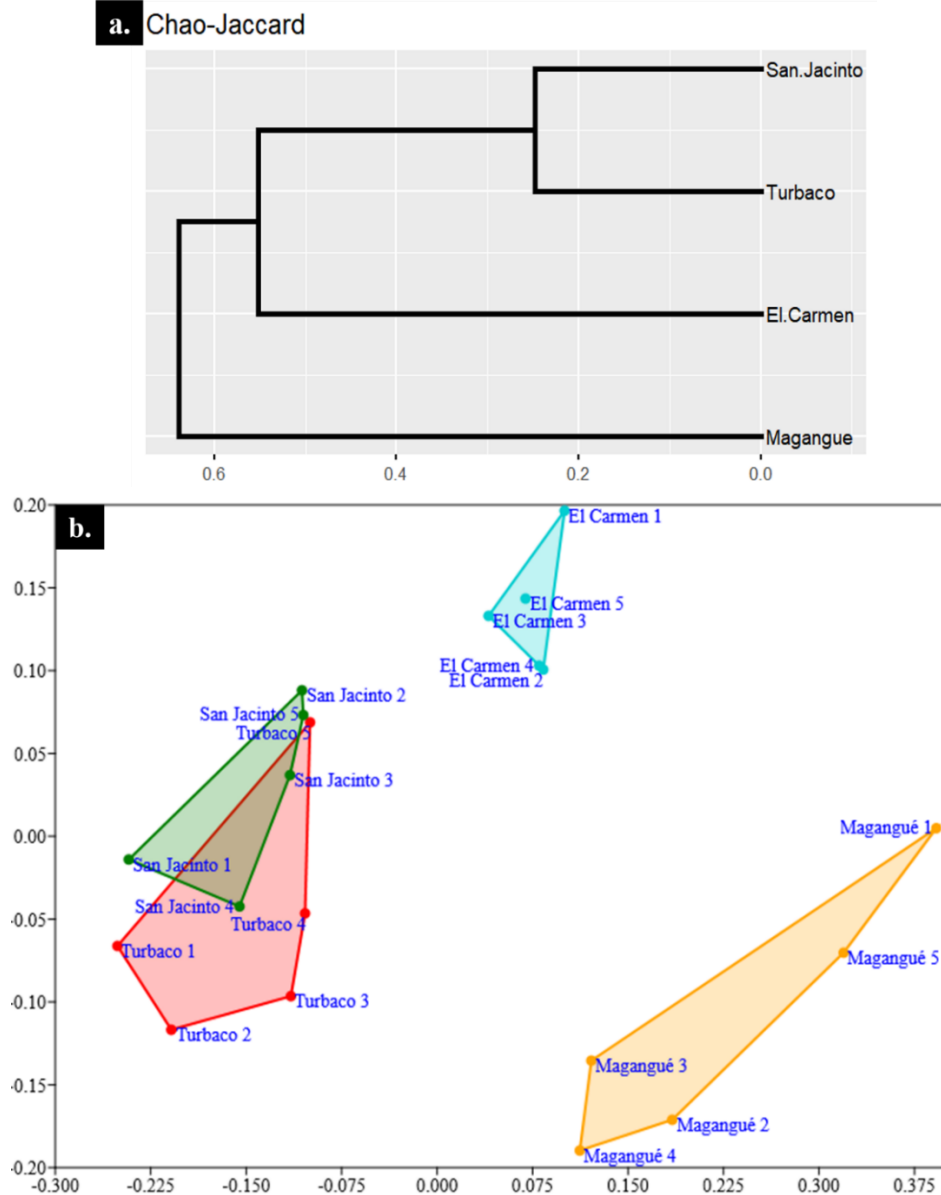 a. Chao-Jaccard
San.Jacinto
Turbaco
El.Carmen
Magangue
0.6 0.4 0.2 0.0
b.
0.20
0.15
0.10
0.05
0.00
-0.05
-0.10
-0.15
-0.20
El Carmen 1
El Carmen 5
El Carmen 3
El Carmen 4
El Carmen 2
San Jacinto 2
San Jacinto 5
Turbaco 5
San Jacinto 3
Magangué 1
San Jacinto 1
San Jacinto 4
Turbaco 4
Turbaco 1
Magangué 5
Turbaco 3
Turbaco 2
Magangué 3
Magangué 2
Magangué 4
-0.300 -0.225 -0.150 -0.075 0.000 0.075 0.150 0.225 0.300 0.375